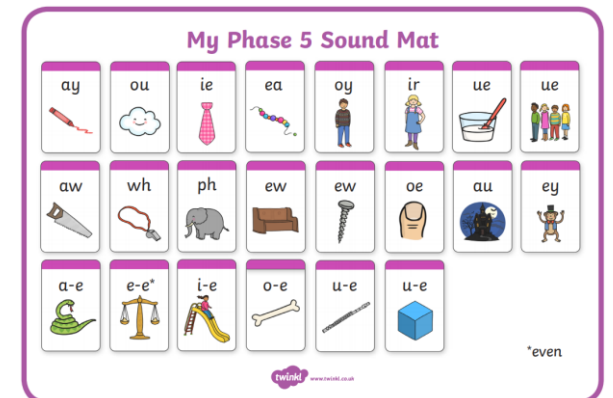 My Phase 5 Sound Mat
ay ou ie ea oy ir ue ue
aw wh ph ew ew oe au ey
a-e e-e* i-e o-e u-e u-e
*even
twinkl www.twinkl.co.uk